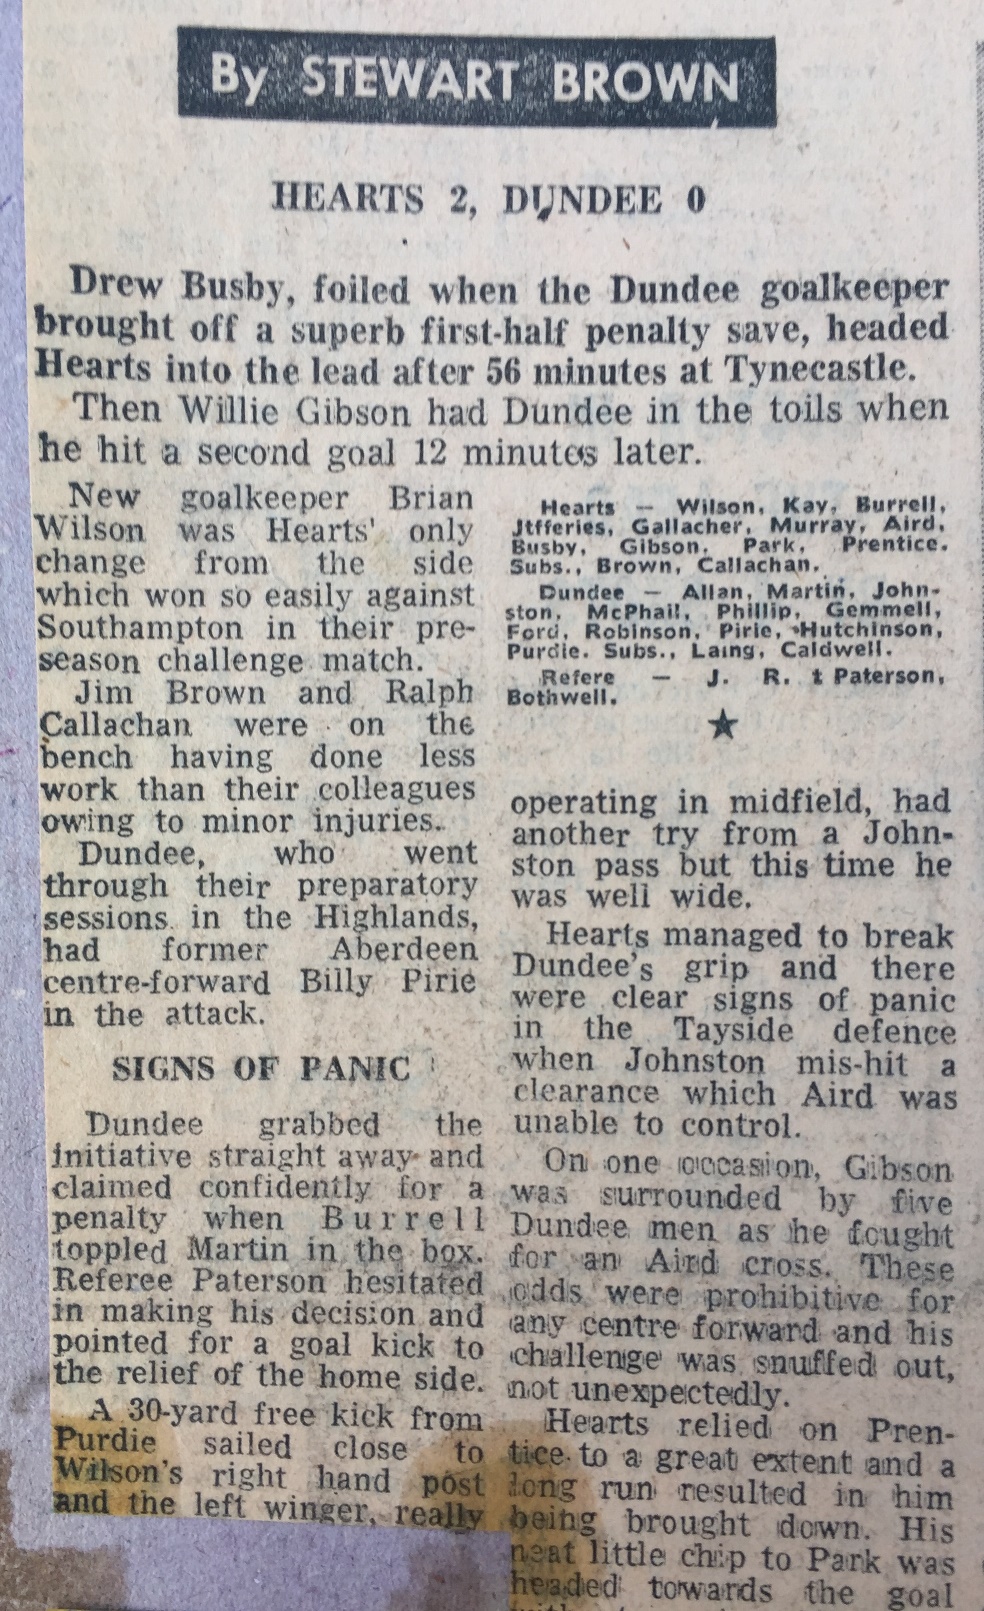 By STEWART BROWN
HEARTS 2, DUNDEE 0
Drew Busby, foiled when the Dundee goalkeeper
brought off a superb first-half penalty save, headed
Hearts into the lead after 56 minutes at Tynecastle.
Then Willie Gibson had Dundee in the toils when
he hit a second goal 12 minutes later.
New goalkeeper Brian
Wilson was Hearts' only
change from the side
which won so easily against
Southampton in their pre-
season challenge match.
Jim Brown and Ralph
Callachan were on the
bench having done less
work than their colleagues
owing to minor injuries.
Dundee, who went
through their preparatory
sessions in the Highlands,
had former Aberdeen
centre-forward Billy Pirie
in the attack.
SIGNS OF PANIC
Dundee grabbed the
initiative straight away and
claimed confidently for a
penalty when Burrell
toppled Martin in the box.
Referee Paterson hesitated
in making his decision and
pointed for a goal kick to
the relief of the home side.
A 30-yard free kick from
Purdie sailed close to
Wilson's right hand post
and the left winger, really
Hearts — Wilson, Kay, Burrell,
Jtfferies, Gallacher, Murray, Aird,
Busby, Gibson, Park, Prentice.
Subs., Brown, Callachan.
Dundee — Allan, Martin, John-
ston, McPhail, Phillip, Gemmell,
Ford, Robinson, Pirie, Hutchinson,
Purdie. Subs., Laing, Caldwell.
Refere — J. R. t Paterson,
Bothwell.
★
operating in midfield, had
another try from a John-
ston pass but this time he
was well wide.
Hearts managed to break
Dundee's grip and there
were clear signs of panic
in the Tayside defence
when Johnston mis-hit a
clearance which Aird was
unable to control.
On one occasion, Gibson
was surrounded by five
Dundee men as he fought
for an Aird cross. These
odds were prohibitive for
any centre forward and his
challenge was snuffed out,
not unexpectedly.
Hearts relied on Pren-
tice to a great extent and a
long run resulted in him
being brought down. His
neat little chip to Park was
headed towards the goal